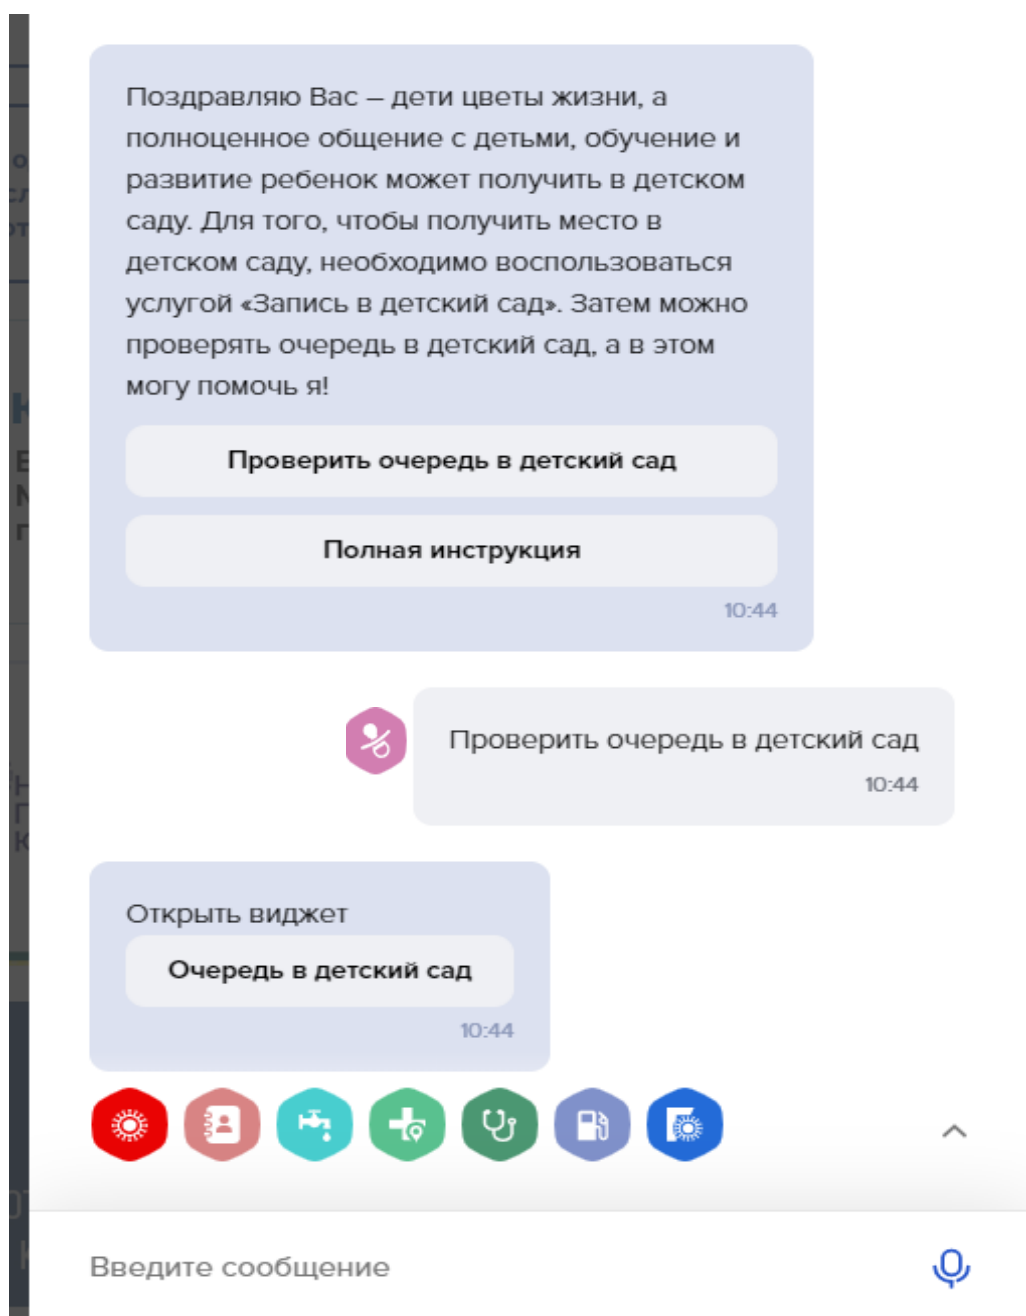 Поздравляю Вас – дети цветы жизни, а
полноценное общение с детьми, обучение и
развитие ребенок может получить в детском
саду. Для того, чтобы получить место в
детском саду, необходимо воспользоваться
услугой «Запись в детский сад». Затем можно
проверять очередь в детский сад, а в этом
могу помочь я!
Проверить очередь в детский сад
Полная инструкция
10:44
Проверить очередь в детский сад
10:44
Открыть виджет
Очередь в детский сад
10:44
Введите сообщение